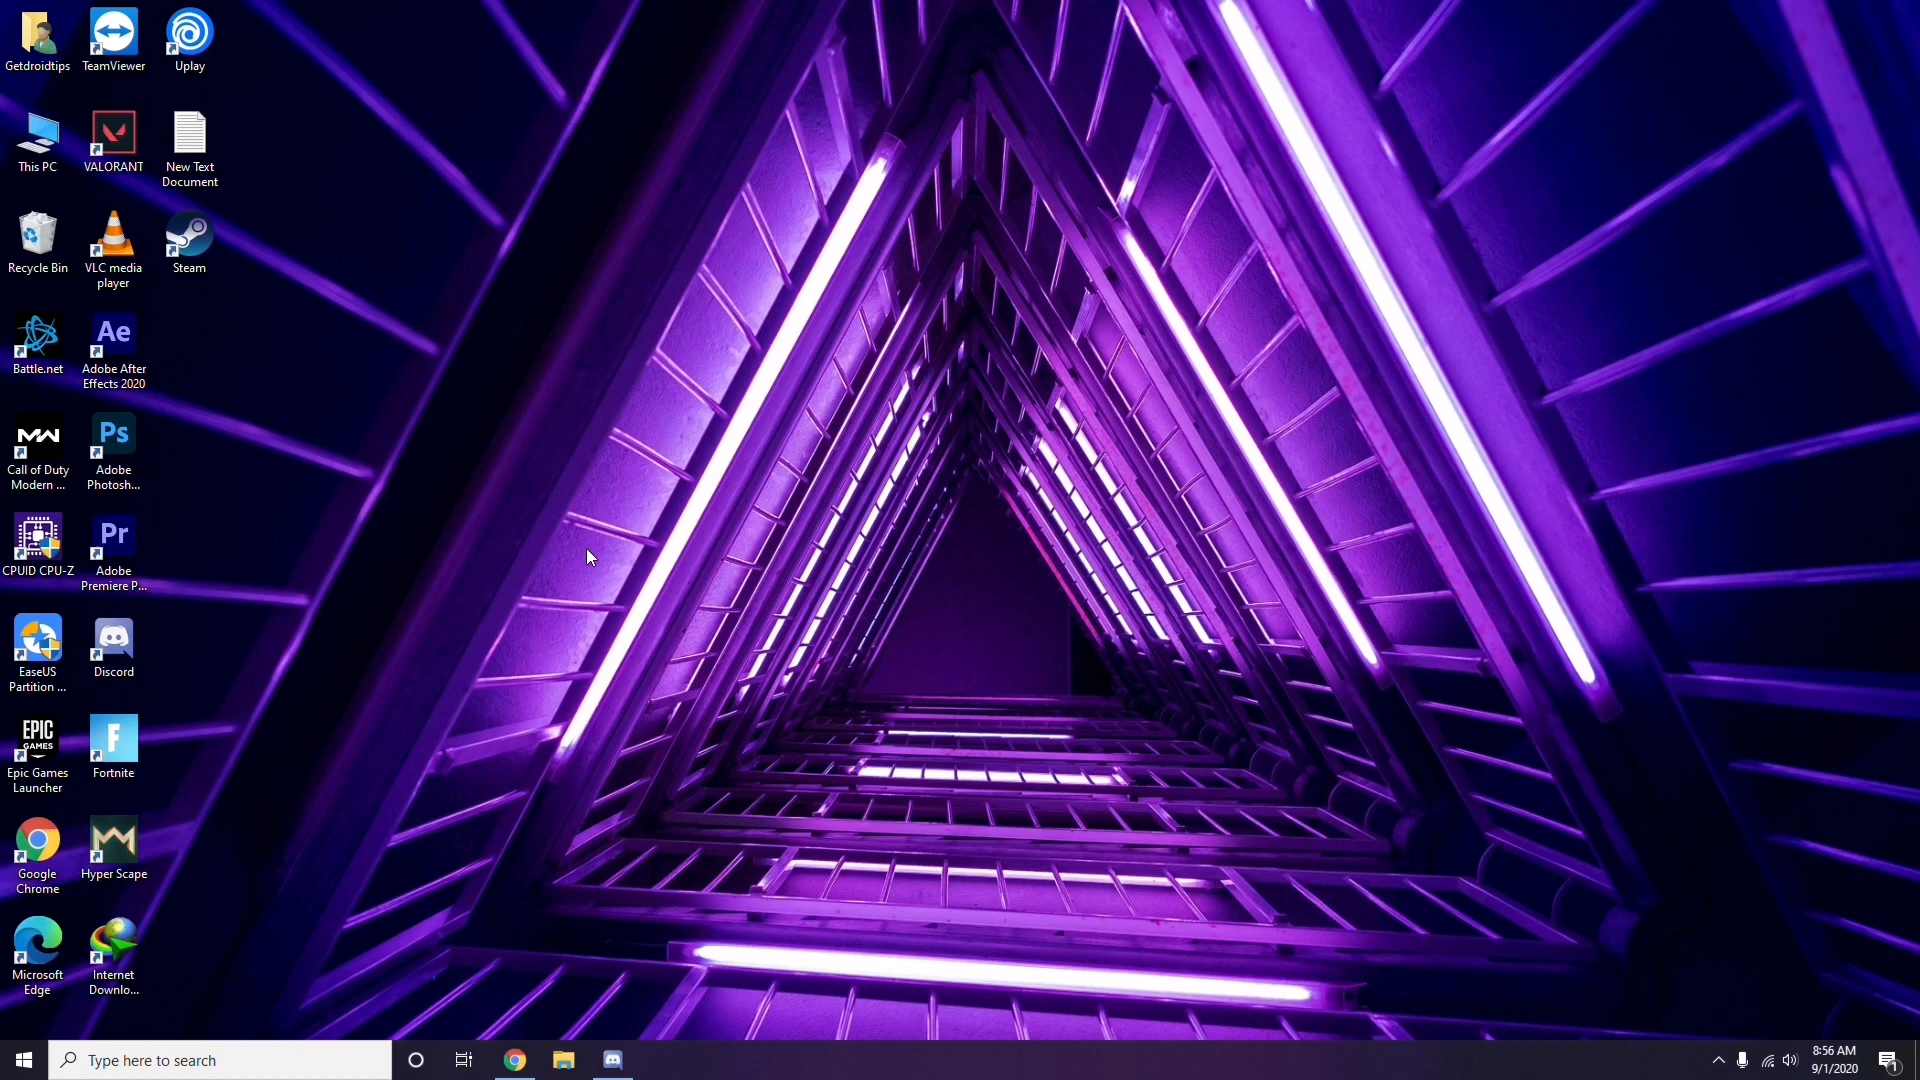 Getdroidtips
TeamViewer
Uplay
This PC
VALORANT
New Text
Document
Recycle Bin
VLC media
player
Steam
Battle.net
Ae
Adobe After
Effects 2020
MW
Call of Duty
Modern ...
Ps
Adobe
Photosh...
CPUID CPU-Z
Pr
Adobe
Premiere P...
EaseUS
Partition ...
Discord
EPIC
GAMES
Epic Games
Launcher
F
Fortnite
Google
Chrome
Hyper Scape
Microsoft
Edge
Internet
Downlo...
Type here to search
8:56 AM
9/1/2020
1